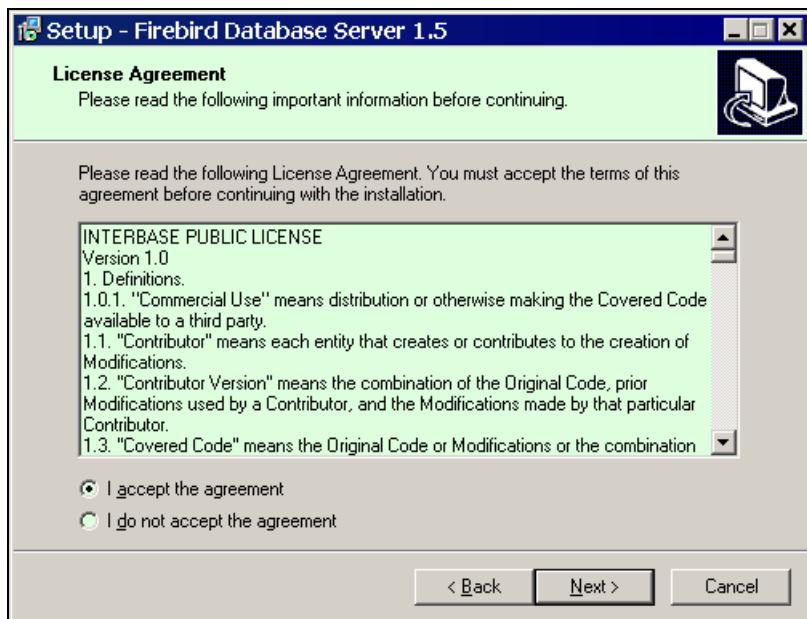 Setup - Firebird Database Server 1.5
License Agreement
Please read the following important information before continuing.
Please read the following License Agreement. You must accept the terms of this
agreement before continuing with the installation.
INTERBASE PUBLIC LICENSE
Version 1.0
1. Definitions.
1.0.1. "Commercial Use" means distribution or otherwise making the Covered Code
available to a third party.
1.1. "Contributor" means each entity that creates or contributes to the creation of
Modifications.
1.2. "Contributor Version" means the combination of the Original Code, prior
Modifications used by a Contributor, and the Modifications made by that particular
Contributor.
1.3. "Covered Code" means the Original Code or Modifications or the combination
I accept the agreement
I do not accept the agreement
< Back Next > Cancel